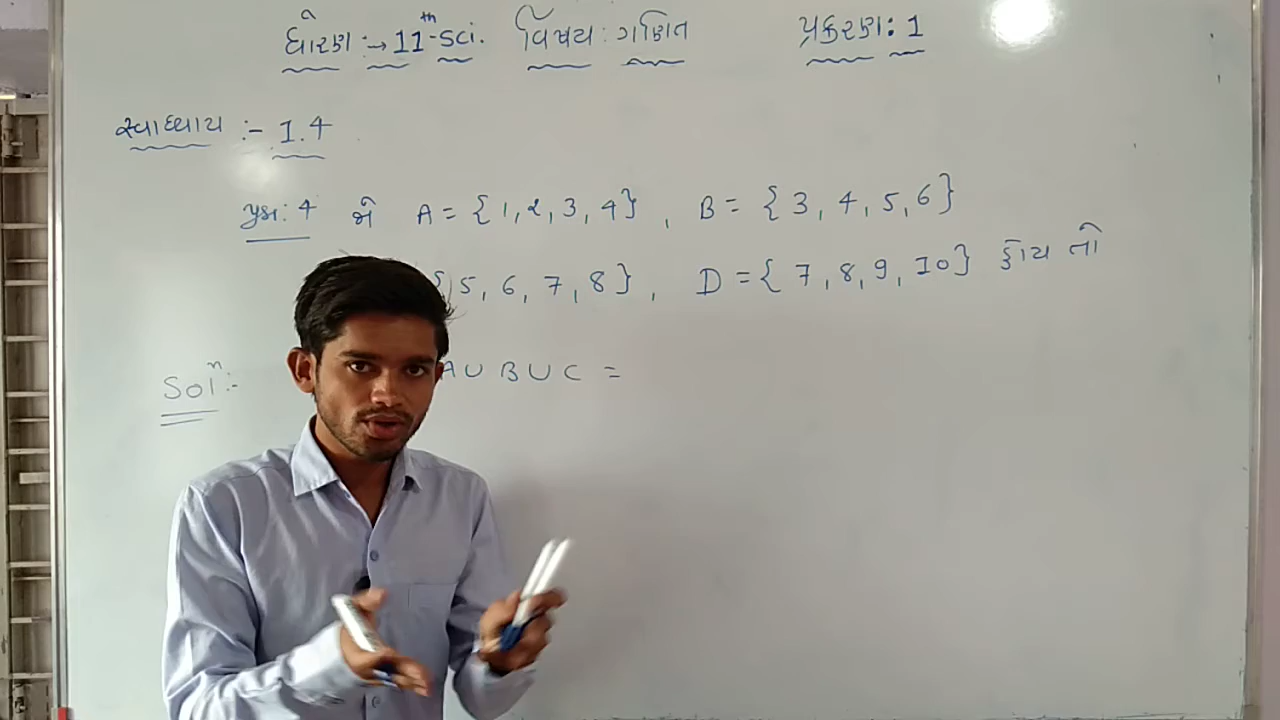 ધોરણ :→ 11th-sci. વિષય : ગણિત પ્રકરણ : 1
સ્વાધ્યાય :- 1.4
પ્રશ્ન: 4 જો A = {1, 2, 3, 4} , B = {3, 4, 5, 6}
{5, 6, 7, 8} , D = {7, 8, 9, 10} હોય તો
Solⁿ:- A ∪ B ∪ C =